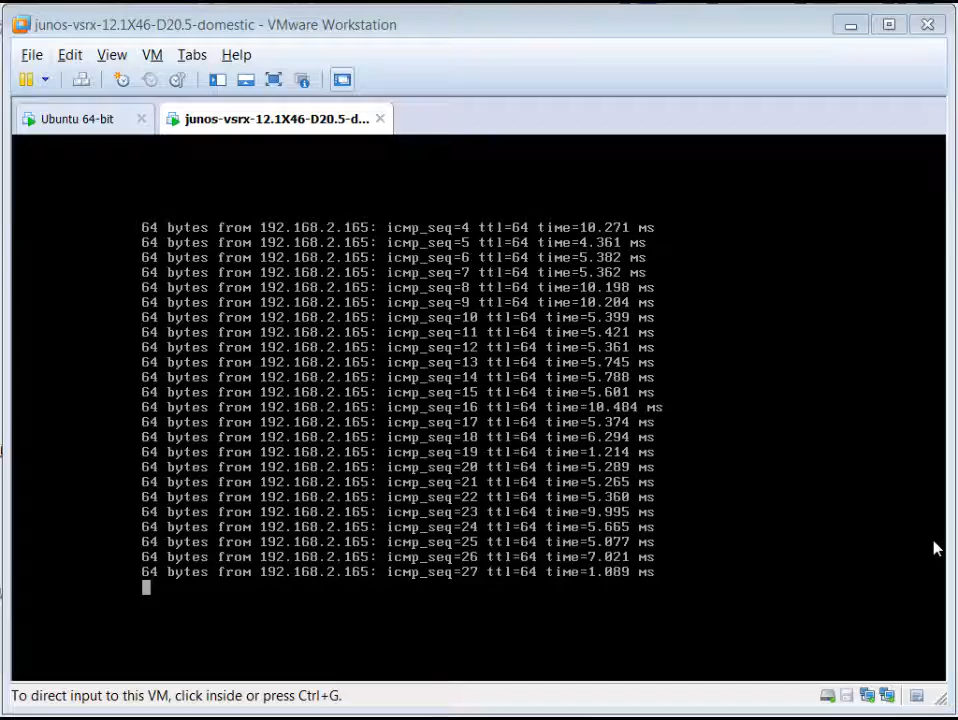 junos-vsrx-12.1X46-D20.5-domestic - VMware Workstation
File Edit View VM Tabs Help
Ubuntu 64-bit junos-vsrx-12.1X46-D20.5-d...
64 bytes from 192.168.2.165: icmp_seq=4 ttl=64 time=10.271 ms
64 bytes from 192.168.2.165: icmp_seq=5 ttl=64 time=4.361 ms
64 bytes from 192.168.2.165: icmp_seq=6 ttl=64 time=5.382 ms
64 bytes from 192.168.2.165: icmp_seq=7 ttl=64 time=5.362 ms
64 bytes from 192.168.2.165: icmp_seq=8 ttl=64 time=10.198 ms
64 bytes from 192.168.2.165: icmp_seq=9 ttl=64 time=10.204 ms
64 bytes from 192.168.2.165: icmp_seq=10 ttl=64 time=5.399 ms
64 bytes from 192.168.2.165: icmp_seq=11 ttl=64 time=5.421 ms
64 bytes from 192.168.2.165: icmp_seq=12 ttl=64 time=5.361 ms
64 bytes from 192.168.2.165: icmp_seq=13 ttl=64 time=5.745 ms
64 bytes from 192.168.2.165: icmp_seq=14 ttl=64 time=5.788 ms
64 bytes from 192.168.2.165: icmp_seq=15 ttl=64 time=5.601 ms
64 bytes from 192.168.2.165: icmp_seq=16 ttl=64 time=10.484 ms
64 bytes from 192.168.2.165: icmp_seq=17 ttl=64 time=5.374 ms
64 bytes from 192.168.2.165: icmp_seq=18 ttl=64 time=6.294 ms
64 bytes from 192.168.2.165: icmp_seq=19 ttl=64 time=1.214 ms
64 bytes from 192.168.2.165: icmp_seq=20 ttl=64 time=5.289 ms
64 bytes from 192.168.2.165: icmp_seq=21 ttl=64 time=5.265 ms
64 bytes from 192.168.2.165: icmp_seq=22 ttl=64 time=5.360 ms
64 bytes from 192.168.2.165: icmp_seq=23 ttl=64 time=9.995 ms
64 bytes from 192.168.2.165: icmp_seq=24 ttl=64 time=5.665 ms
64 bytes from 192.168.2.165: icmp_seq=25 ttl=64 time=5.077 ms
64 bytes from 192.168.2.165: icmp_seq=26 ttl=64 time=7.021 ms
64 bytes from 192.168.2.165: icmp_seq=27 ttl=64 time=1.089 ms
To direct input to this VM, click inside or press Ctrl+G.